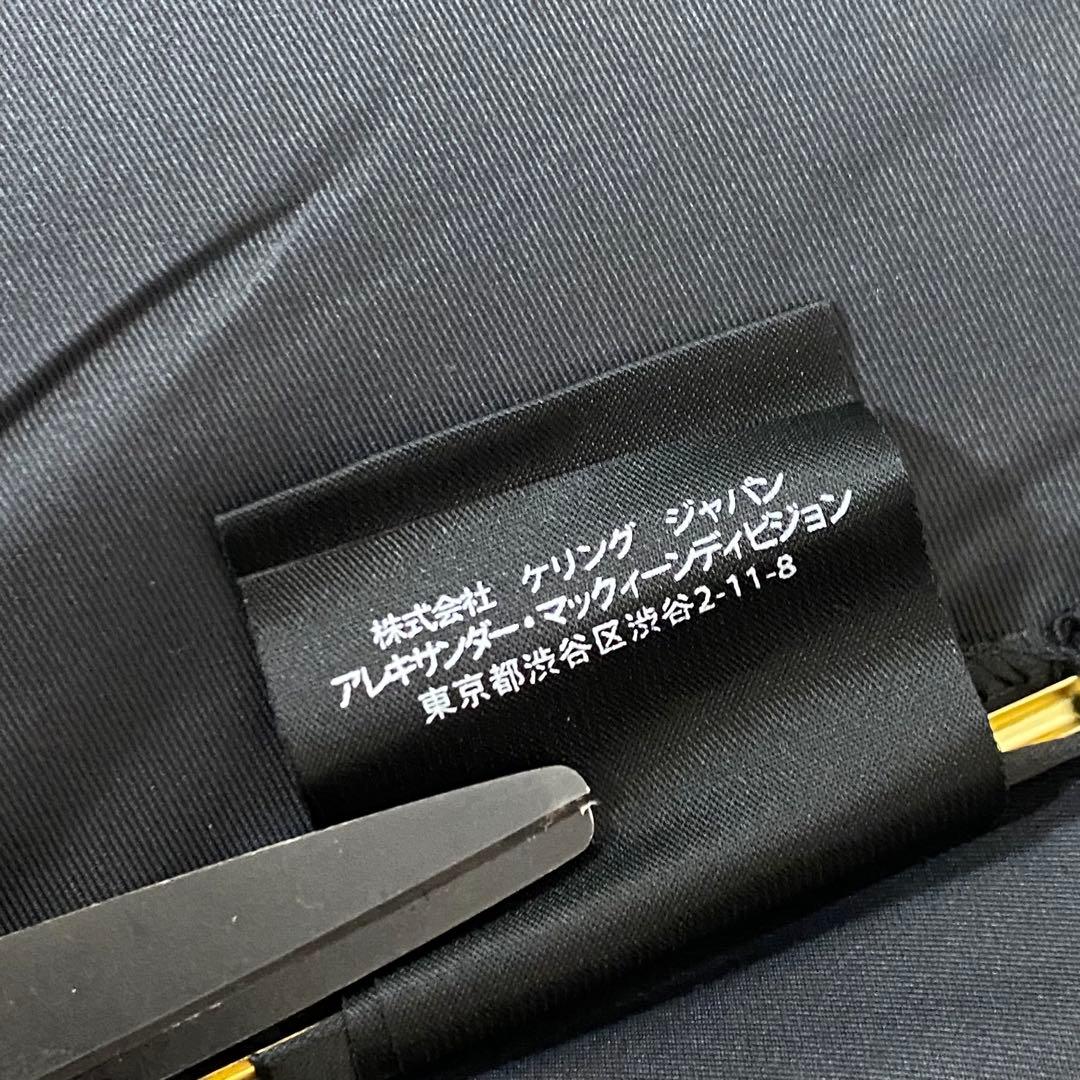 株式会社 ケリング ジャパン
アレキサンダー・マックィーンディビジョン
東京都渋谷区渋谷2-11-8